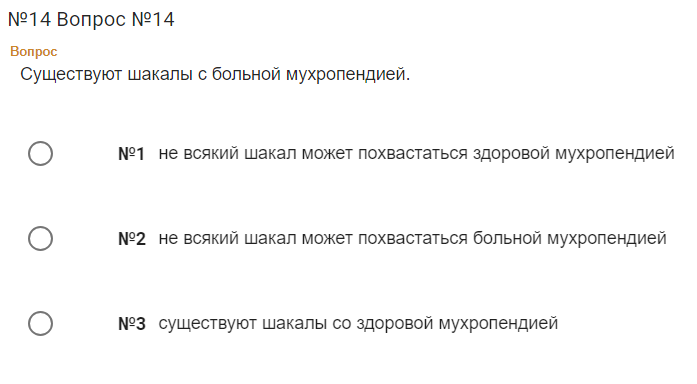 №14 Вопрос №14
Вопрос
Существуют шакалы с больной мухропендией.
№1 не всякий шакал может похвастаться здоровой мухропендией
№2 не всякий шакал может похвастаться больной мухропендией
№3 существуют шакалы со здоровой мухропендией